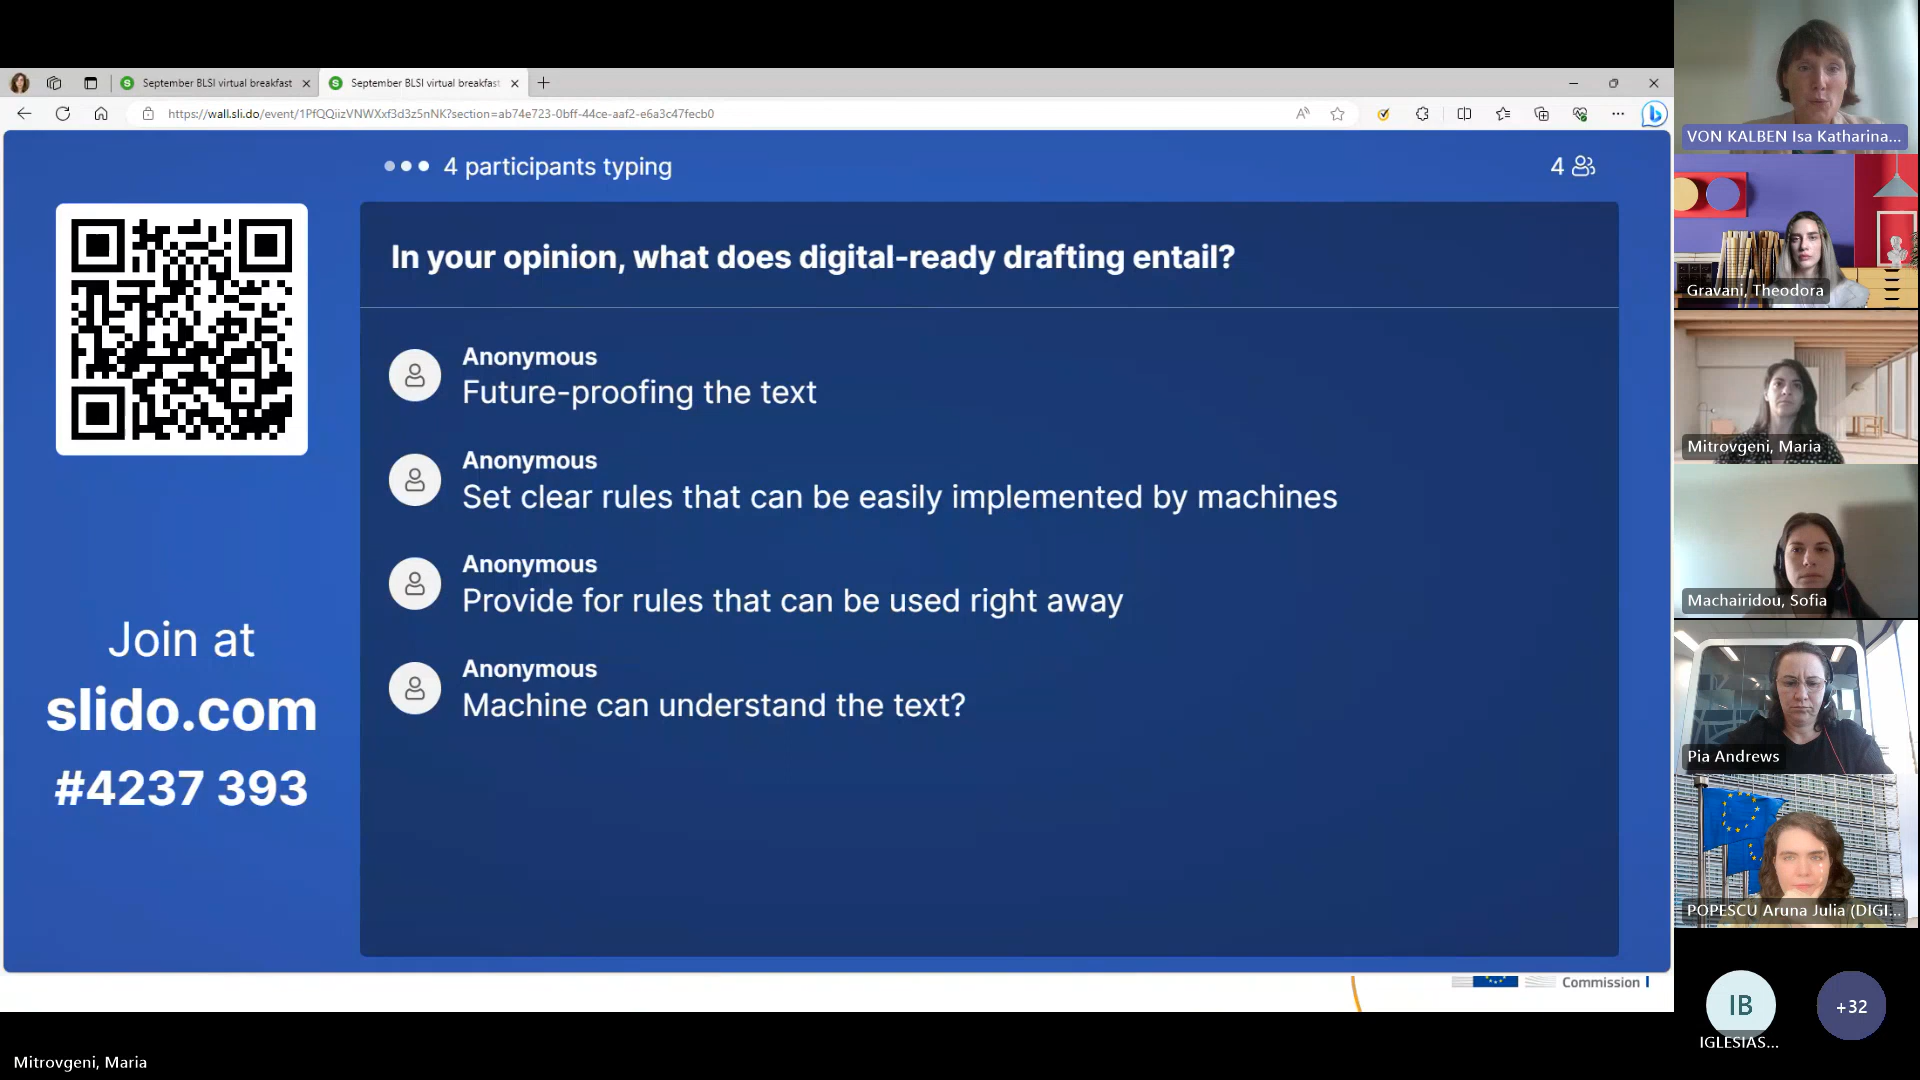 September BLSI virtual breakfast
September BLSI virtual breakfast
https://wall.sli.do/event/1PfQQiizVNWXxf3d3z5nNK?section=ab74e723-0bff-44ce-aaf2-e6a3c47fecb0
4 participants typing
4
In your opinion, what does digital-ready drafting entail?
Anonymous
Future-proofing the text
Anonymous
Set clear rules that can be easily implemented by machines
Anonymous
Provide for rules that can be used right away
Anonymous
Machine can understand the text?
Join at
slido.com
#4237 393
Commission
VON KALBEN Isa Katharina...
Gravani, Theodora
Mitrovgeni, Maria
Machairidou, Sofia
Pia Andrews
POPESCU Aruna Julia (DIGI...
IB
IGLESIAS...
+32
Mitrovgeni, Maria